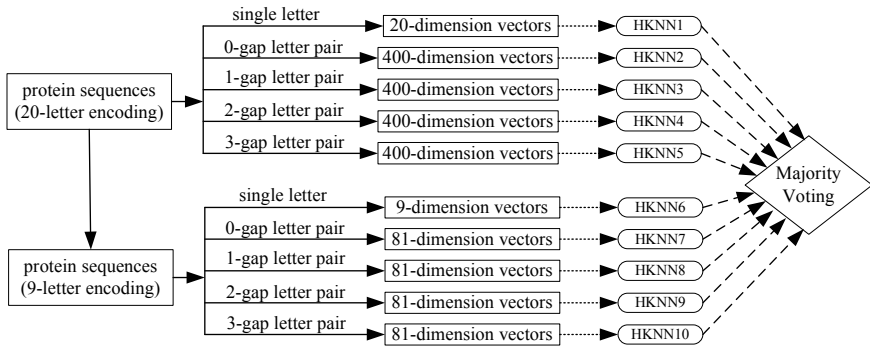 single letter
20-dimension vectors
HKNN1
0-gap letter pair
400-dimension vectors
HKNN2
protein sequences
(20-letter encoding)
1-gap letter pair
400-dimension vectors
HKNN3
2-gap letter pair
400-dimension vectors
HKNN4
3-gap letter pair
400-dimension vectors
HKNN5
Majority
Voting
single letter
9-dimension vectors
HKNN6
0-gap letter pair
81-dimension vectors
HKNN7
protein sequences
(9-letter encoding)
1-gap letter pair
81-dimension vectors
HKNN8
2-gap letter pair
81-dimension vectors
HKNN9
3-gap letter pair
81-dimension vectors
HKNN10